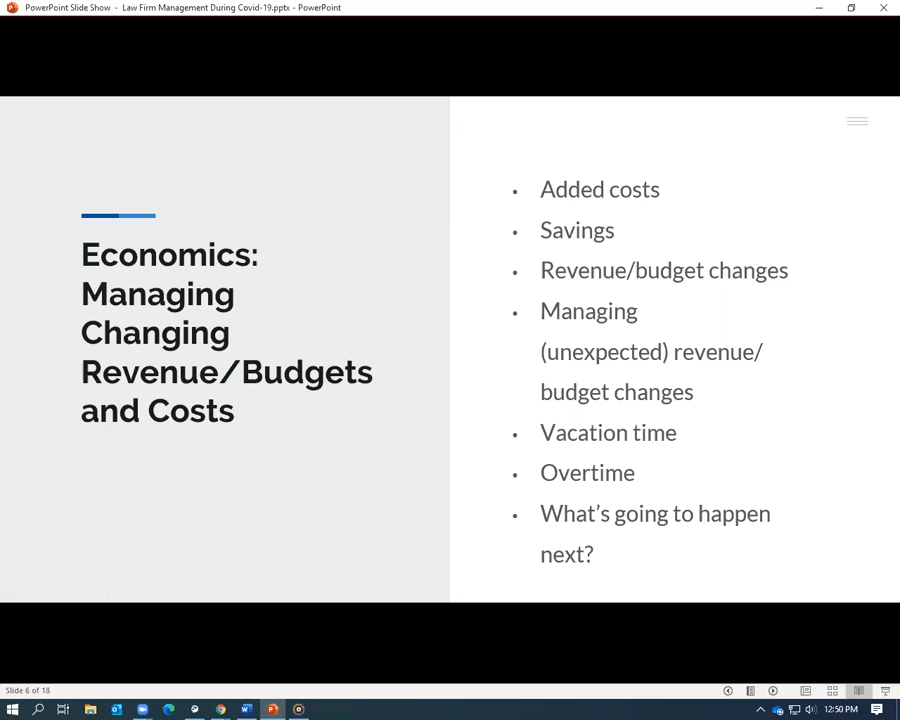 PowerPoint Slide Show - Law Firm Management During Covid-19.pptx - PowerPoint
Economics:
Managing
Changing
Revenue/Budgets
and Costs
• Added costs
• Savings
• Revenue/budget changes
• Managing
(unexpected) revenue/
budget changes
• Vacation time
• Overtime
• What’s going to happen
next?
Slide 6 of 18
12:50 PM